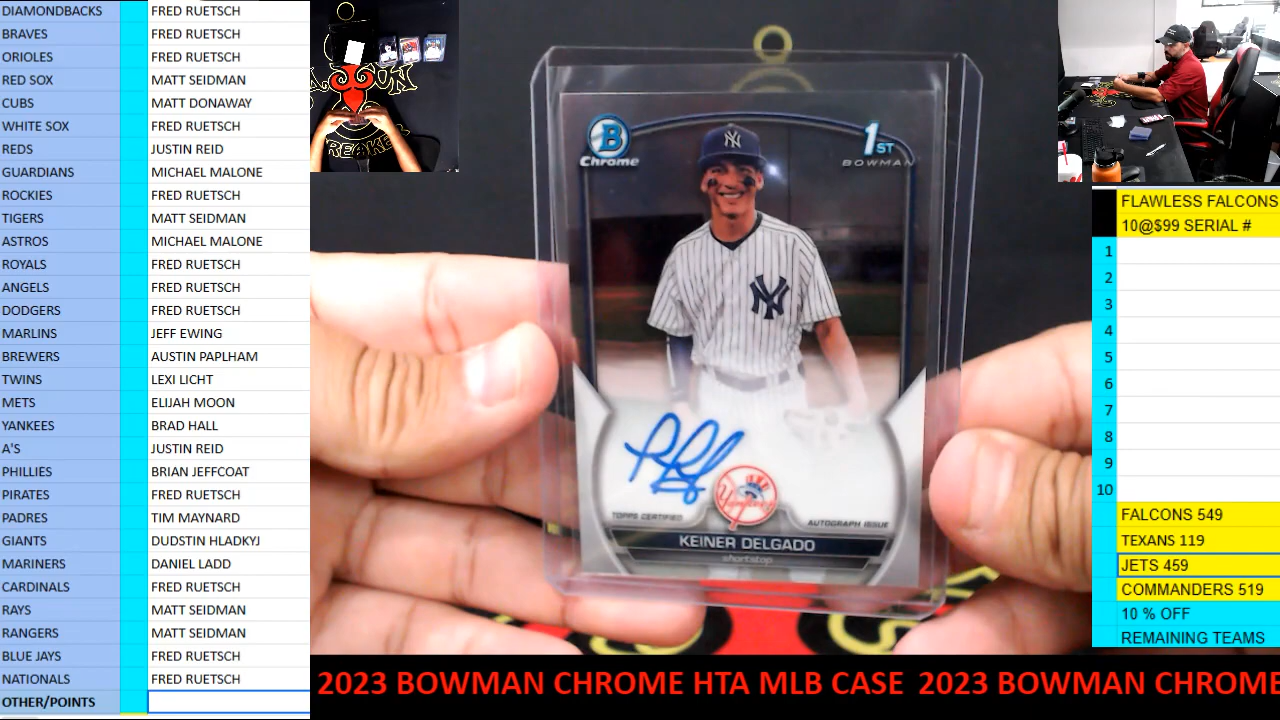 DIAMONDBACKS FRED RUETSCH
BRAVES FRED RUETSCH
ORIOLES FRED RUETSCH
RED SOX MATT SEIDMAN
CUBS MATT DONAWAY
WHITE SOX FRED RUETSCH
REDS JUSTIN REID
GUARDIANS MICHAEL MALONE
ROCKIES FRED RUETSCH
TIGERS MATT SEIDMAN
ASTROS MICHAEL MALONE
ROYALS FRED RUETSCH
ANGELS FRED RUETSCH
DODGERS FRED RUETSCH
MARLINS JEFF EWING
BREWERS AUSTIN PAPLHAM
TWINS LEXI LICHT
METS ELIJAH MOON
YANKEES BRAD HALL
A'S JUSTIN REID
PHILLIES BRIAN JEFFCOAT
PIRATES FRED RUETSCH
PADRES TIM MAYNARD
GIANTS DUDSTIN HLADKYJ
MARINERS DANIEL LADD
CARDINALS FRED RUETSCH
RAYS MATT SEIDMAN
RANGERS MATT SEIDMAN
BLUE JAYS FRED RUETSCH
NATIONALS FRED RUETSCH
OTHER/POINTS
B
Chrome
1ST
BOWMAN
NY
NY
Yankees
TOPPS CERTIFIED
AUTOGRAPH ISSUE
KEINER DELGADO
shortstop
FLAWLESS FALCONS
10@$99 SERIAL #
1
2
3
4
5
6
7
8
9
10
FALCONS 549
TEXANS 119
JETS 459
COMMANDERS 519
10 % OFF
REMAINING TEAMS
2023 BOWMAN CHROME HTA MLB CASE 2023 BOWMAN CHROME